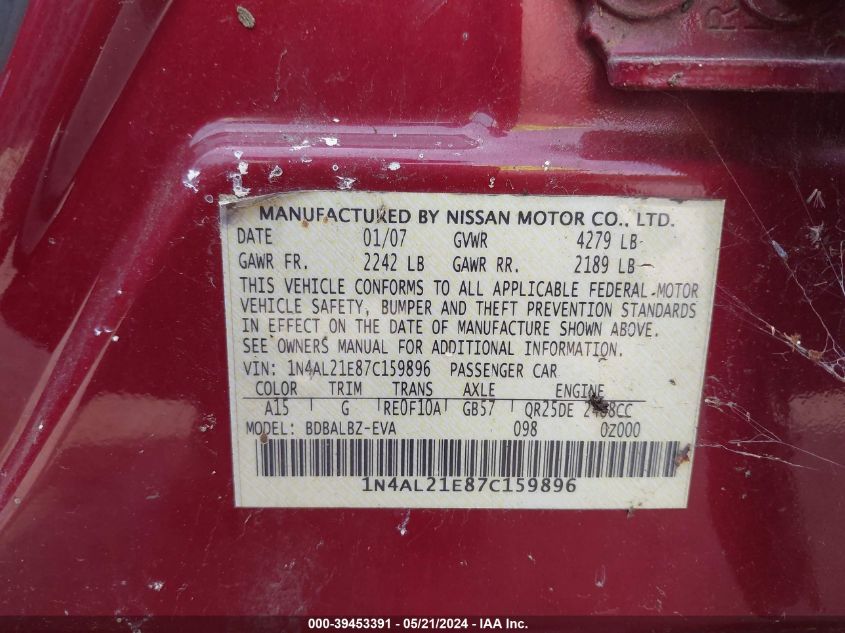 MANUFACTURED BY NISSAN MOTOR CO., LTD.
DATE 01/07 GVWR 4279 LB
GAWR FR. 2242 LB GAWR RR. 2189 LB
THIS VEHICLE CONFORMS TO ALL APPLICABLE FEDERAL MOTOR
VEHICLE SAFETY, BUMPER AND THEFT PREVENTION STANDARDS
IN EFFECT ON THE DATE OF MANUFACTURE SHOWN ABOVE.
SEE OWNERS MANUAL FOR ADDITIONAL INFORMATION.
VIN: 1N4AL21E87C159896 PASSENGER CAR
COLOR TRIM TRANS AXLE ENGINE
A15 G RE0F10A GB57 QR25DE
MODEL: BDBALBZ-EVA 098 0Z000
1N4AL21E87C159896
000-39453391 - 05/21/2024 - IAA Inc.